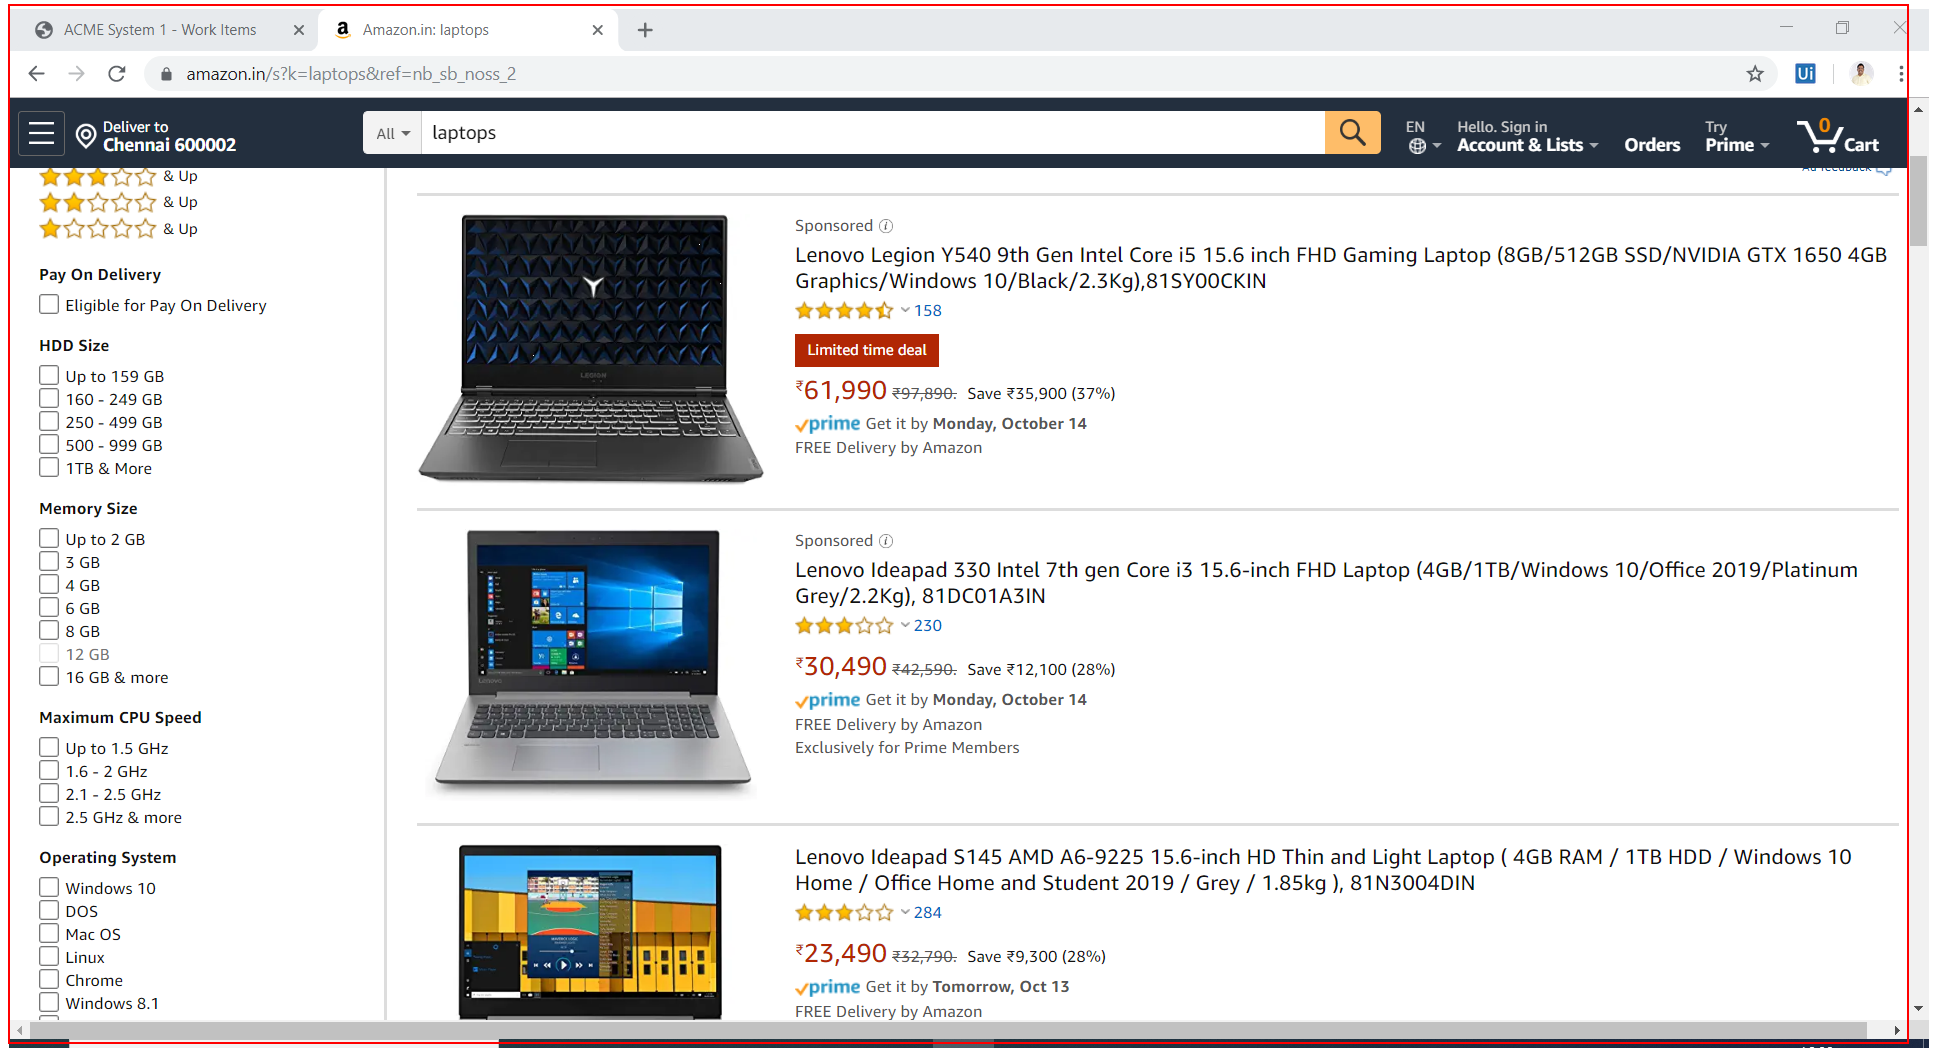 ACME System 1 - Work Items
Amazon.in: laptops
amazon.in/s?k=laptops&ref=nb_sb_noss_2
Ui
Deliver to
Chennai 600002
All
laptops
EN
Hello. Sign in
Account & Lists
Orders
Try
Prime
0
Cart
& Up
& Up
& Up
Pay On Delivery
Eligible for Pay On Delivery
HDD Size
Up to 159 GB
160 - 249 GB
250 - 499 GB
500 - 999 GB
1TB & More
Memory Size
Up to 2 GB
3 GB
4 GB
6 GB
8 GB
12 GB
16 GB & more
Maximum CPU Speed
Up to 1.5 GHz
1.6 - 2 GHz
2.1 - 2.5 GHz
2.5 GHz & more
Operating System
Windows 10
DOS
Mac OS
Linux
Chrome
Windows 8.1
Ad feedback
LEGION
Sponsored
Lenovo Legion Y540 9th Gen Intel Core i5 15.6 inch FHD Gaming Laptop (8GB/512GB SSD/NVIDIA GTX 1650 4GB
Graphics/Windows 10/Black/2.3Kg),81SY00CKIN
158
Limited time deal
₹61,990 ₹97,890. Save ₹35,900 (37%)
prime Get it by Monday, October 14
FREE Delivery by Amazon
Lenovo
Sponsored
Lenovo Ideapad 330 Intel 7th gen Core i3 15.6-inch FHD Laptop (4GB/1TB/Windows 10/Office 2019/Platinum
Grey/2.2Kg), 81DC01A3IN
230
₹30,490 ₹42,590. Save ₹12,100 (28%)
prime Get it by Monday, October 14
FREE Delivery by Amazon
Exclusively for Prime Members
Lenovo Ideapad S145 AMD A6-9225 15.6-inch HD Thin and Light Laptop ( 4GB RAM / 1TB HDD / Windows 10
Home / Office Home and Student 2019 / Grey / 1.85kg ), 81N3004DIN
284
₹23,490 ₹32,790. Save ₹9,300 (28%)
prime Get it by Tomorrow, Oct 13
FREE Delivery by Amazon